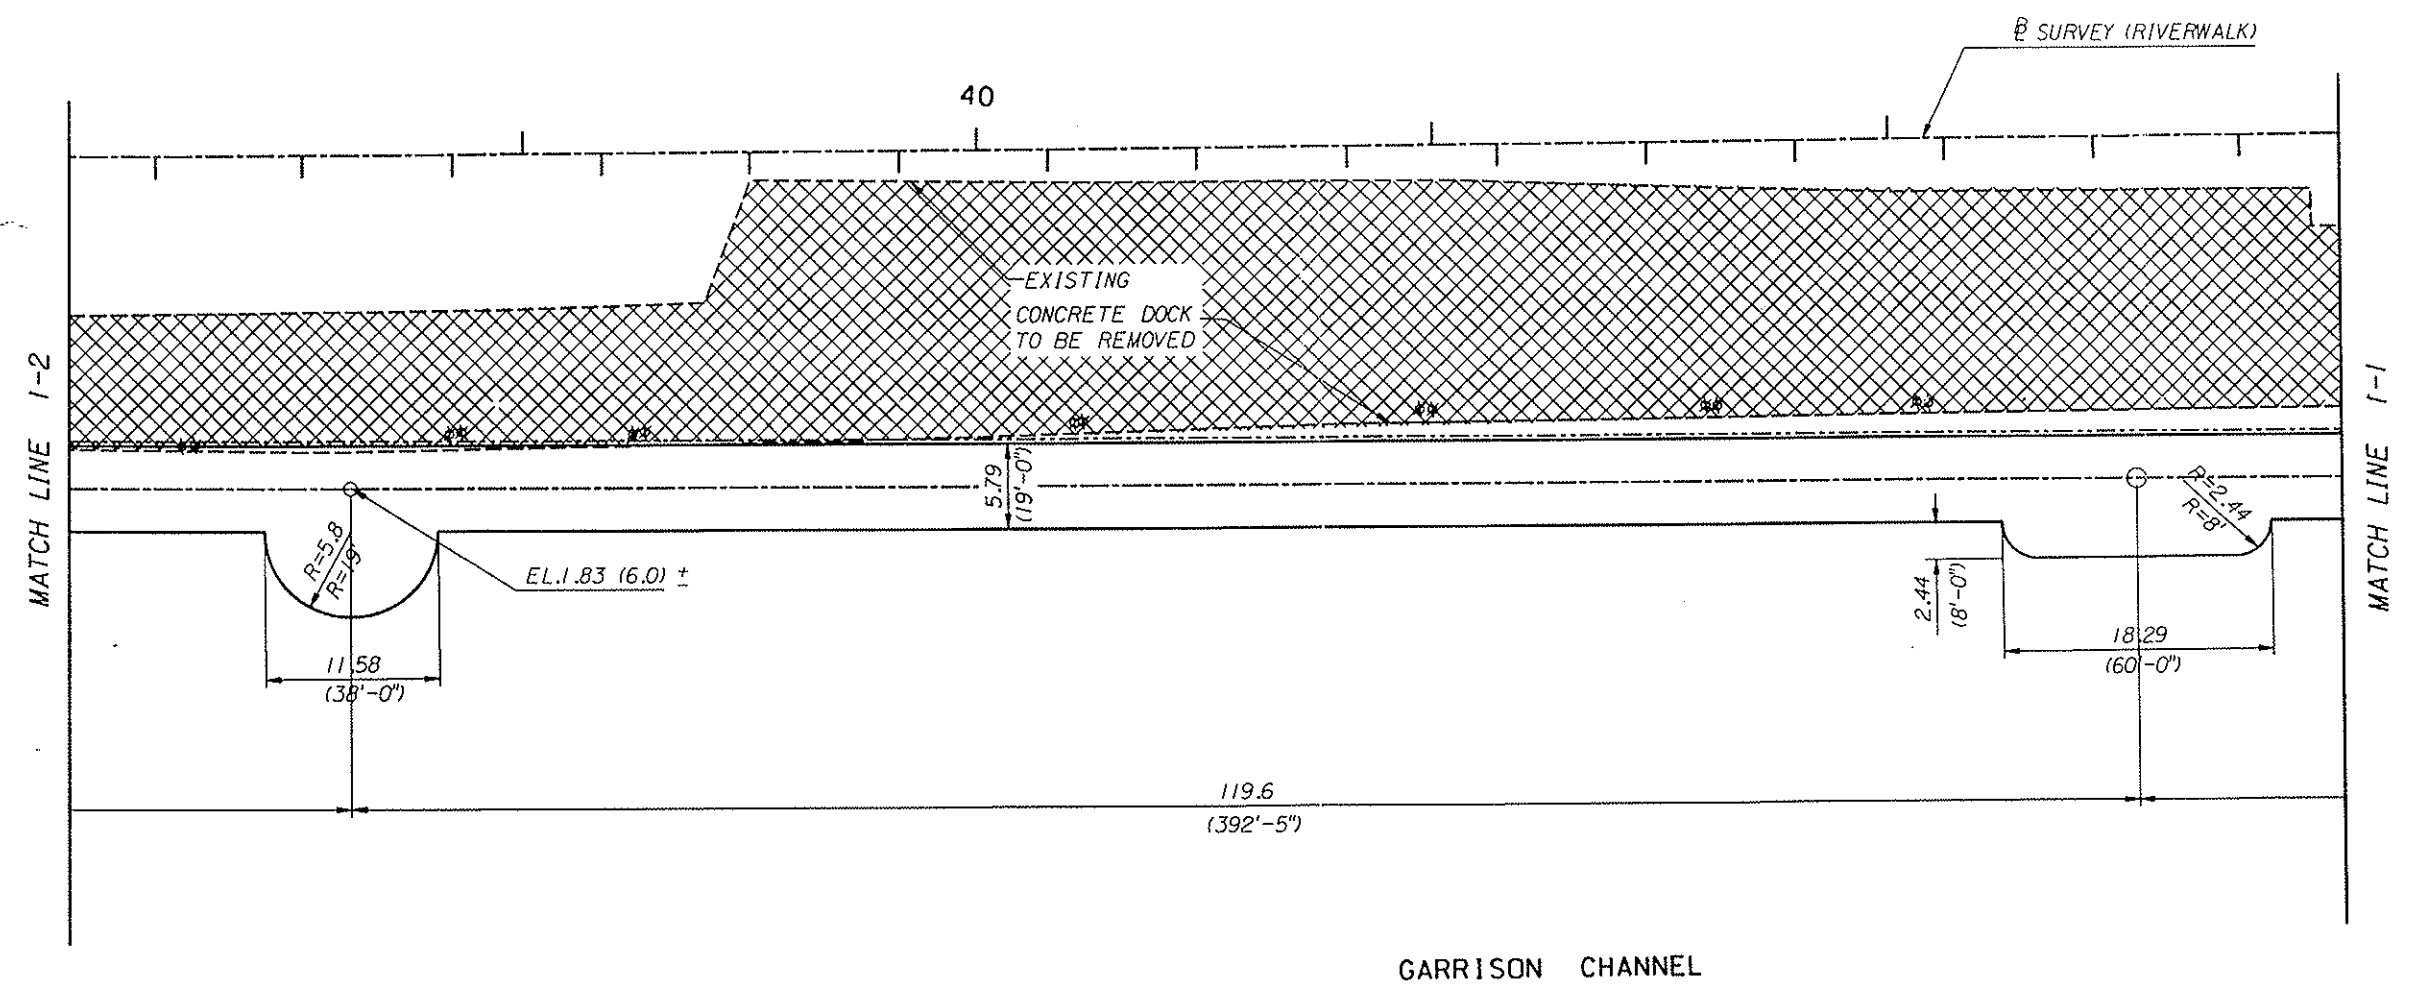 ℄ SURVEY (RIVERWALK)
40
EXISTING
CONCRETE DOCK
TO BE REMOVED
MATCH LINE 1-2
MATCH LINE 1-1
5.79
(19'-0")
R=2.44
R=8'
R=5.8
R=19'
EL.1.83 (6.0) ±
2.44
(8'-0")
18.29
(60'-0")
11.58
(38'-0")
119.6
(392'-5")
GARRISON CHANNEL